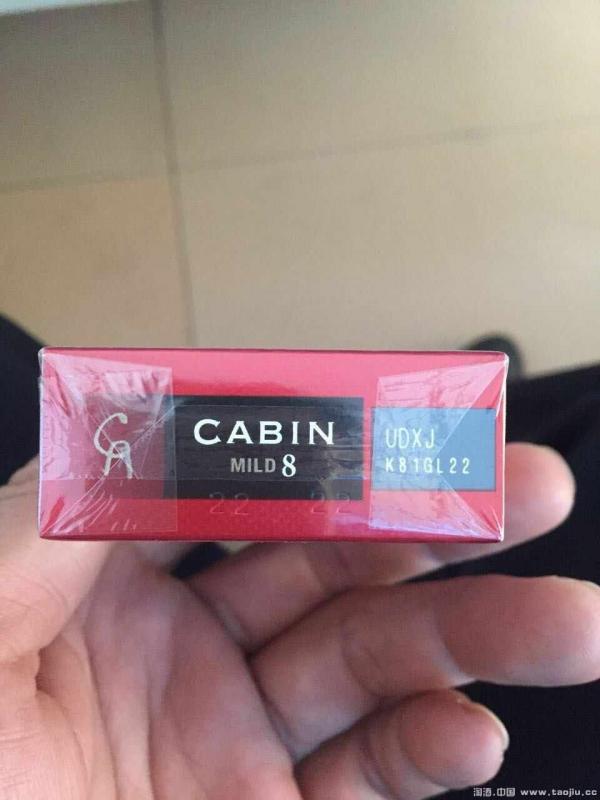 CA
CABIN
MILD 8
UDXJ
K81GL22
22 22
淘酒.中国 www.taojiu.cc